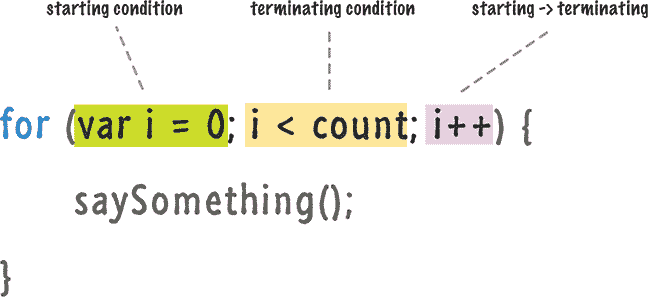 starting condition terminating condition starting -> terminating
for (var i = 0; i < count; i++) {
saySomething();
}